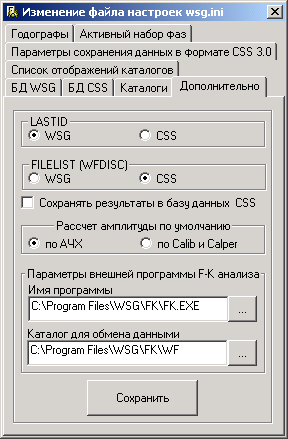 Изменение файла настроек wsg.ini
Годографы
Активный набор фаз
Параметры сохранения данных в формате CSS 3.0
Список отображений каталогов
БД WSG
БД CSS
Каталоги
Дополнительно
LASTID
WSG
CSS
FILELIST (WFDISC)
WSG
CSS
Сохранять результаты в базу данных CSS
Рассчет амплитуды по умолчанию
по АЧХ
по Calib и Calper
Параметры внешней программы F-K анализа
Имя программы
C:\Program Files\WSG\FK\FK.EXE
...
Каталог для обмена данными
C:\Program Files\WSG\FK\WF
...
Сохранить